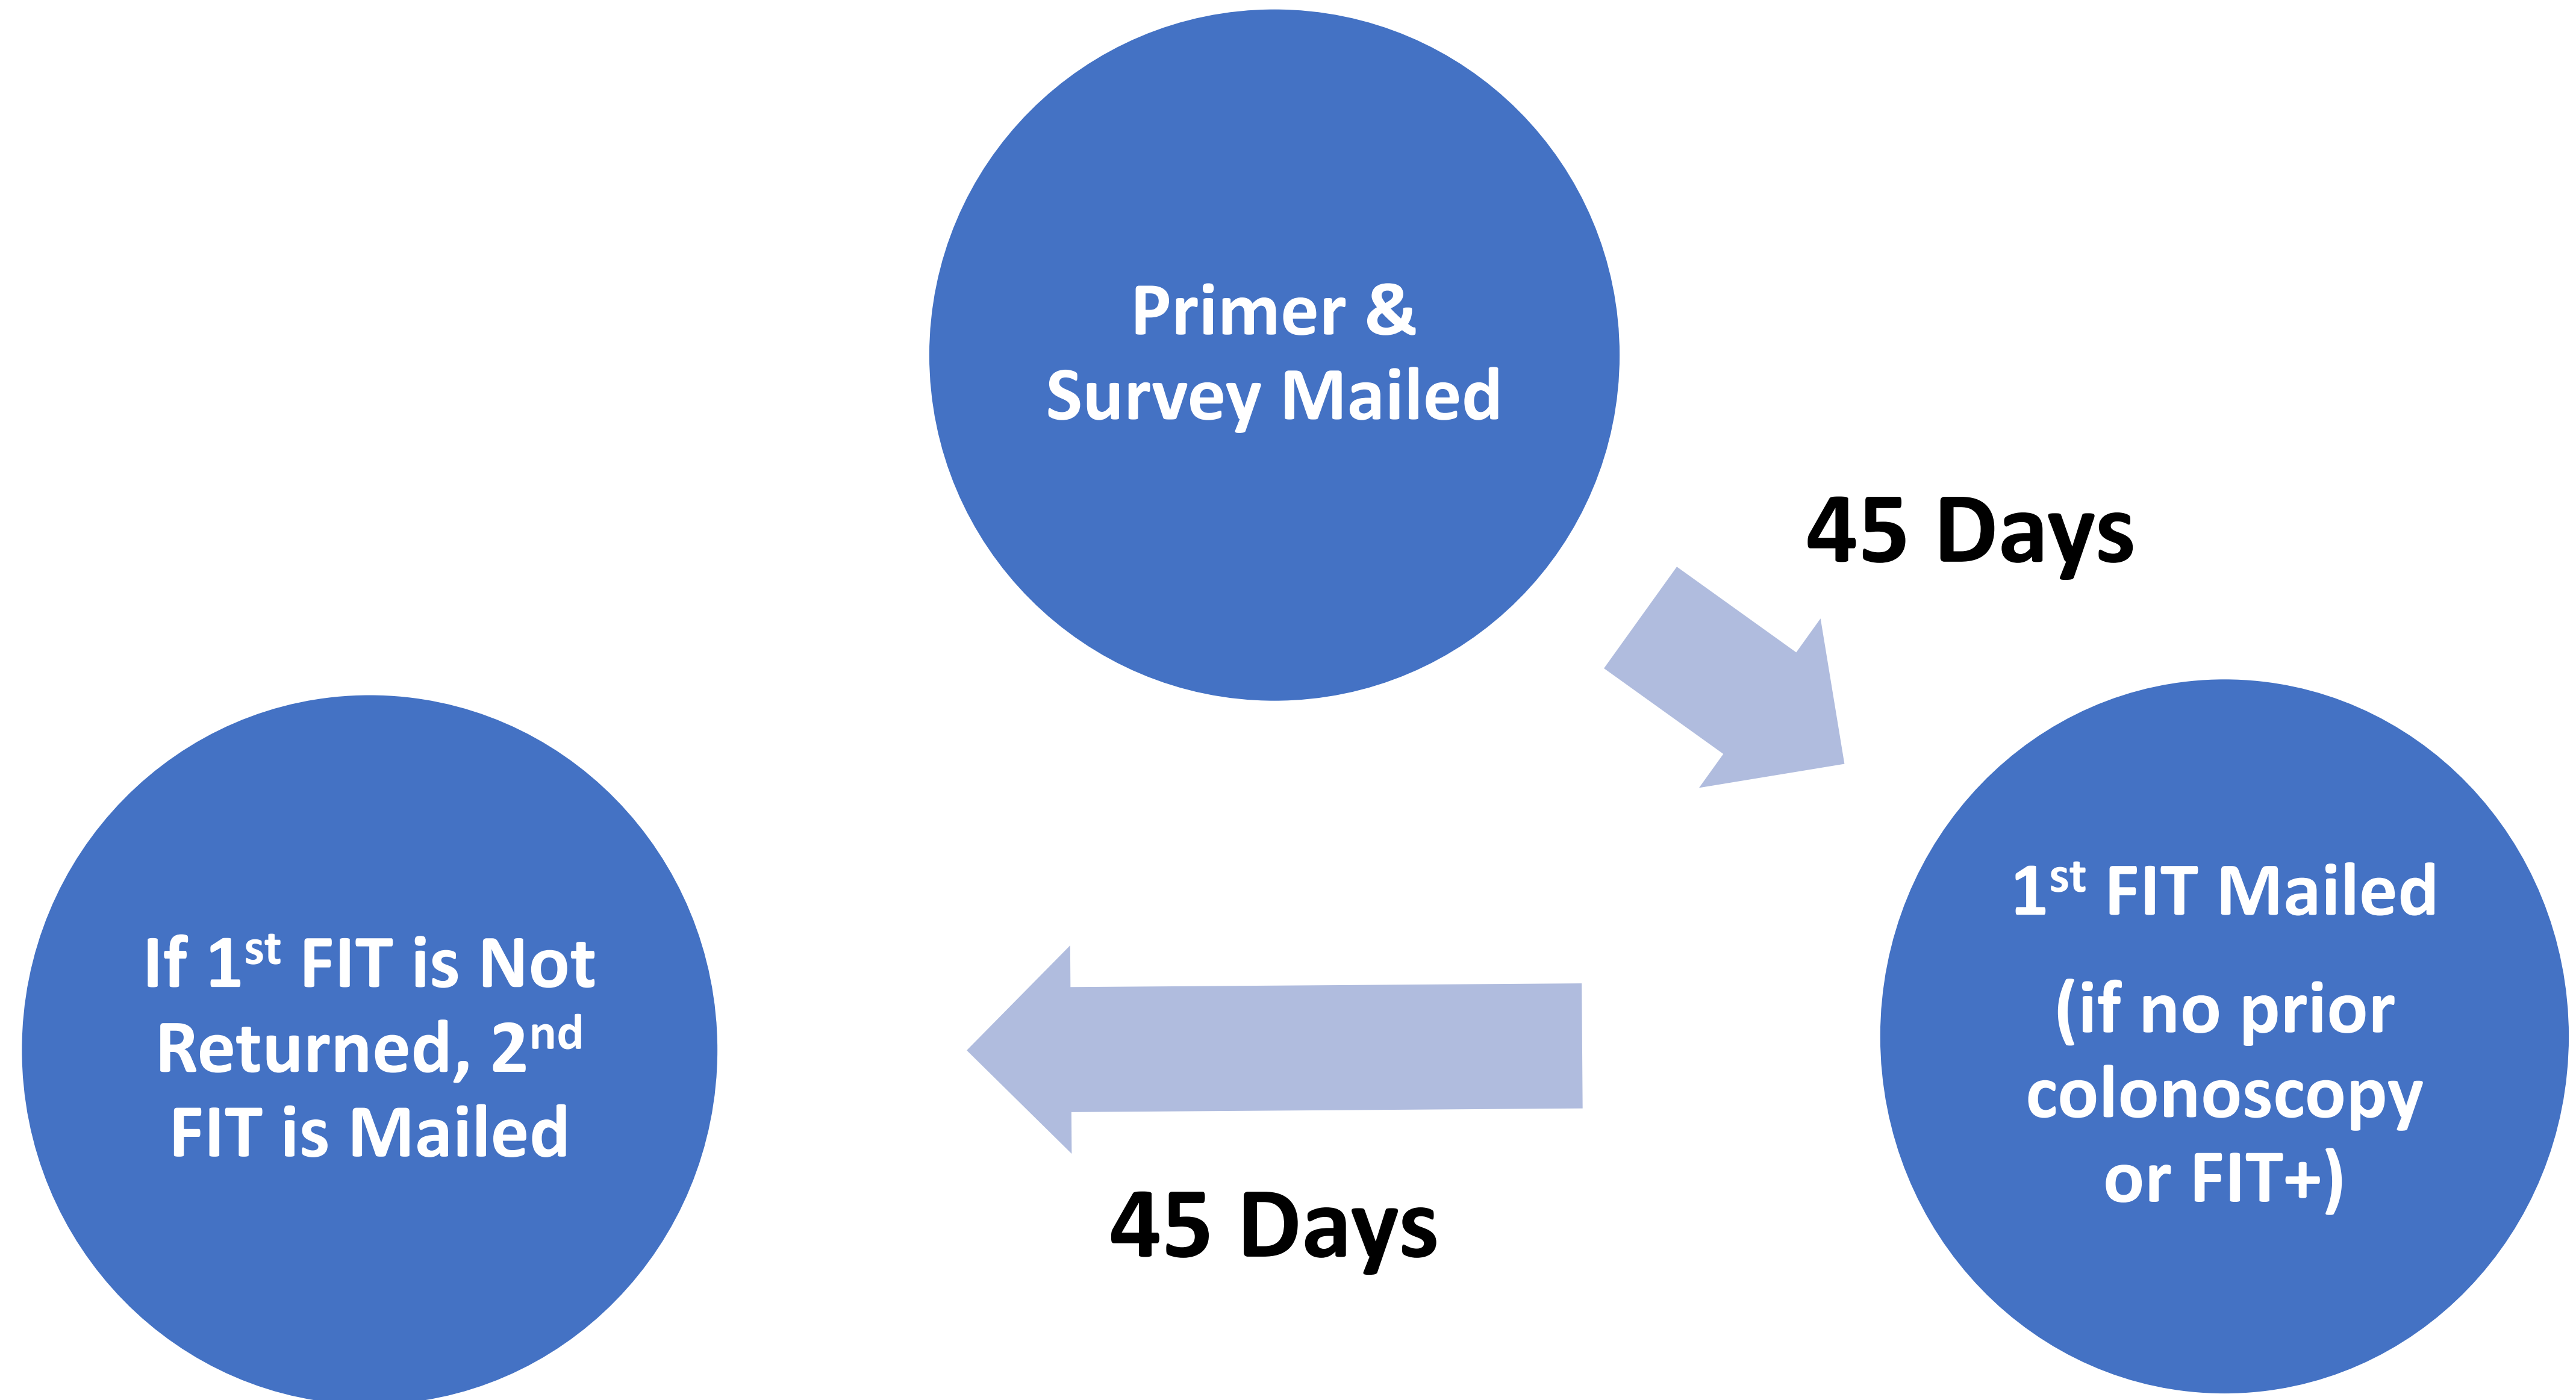 Primer &
Survey Mailed
45 Days
1st FIT Mailed
(if no prior
colonoscopy
or FIT+)
45 Days
If 1st FIT is Not
Returned, 2nd
FIT is Mailed